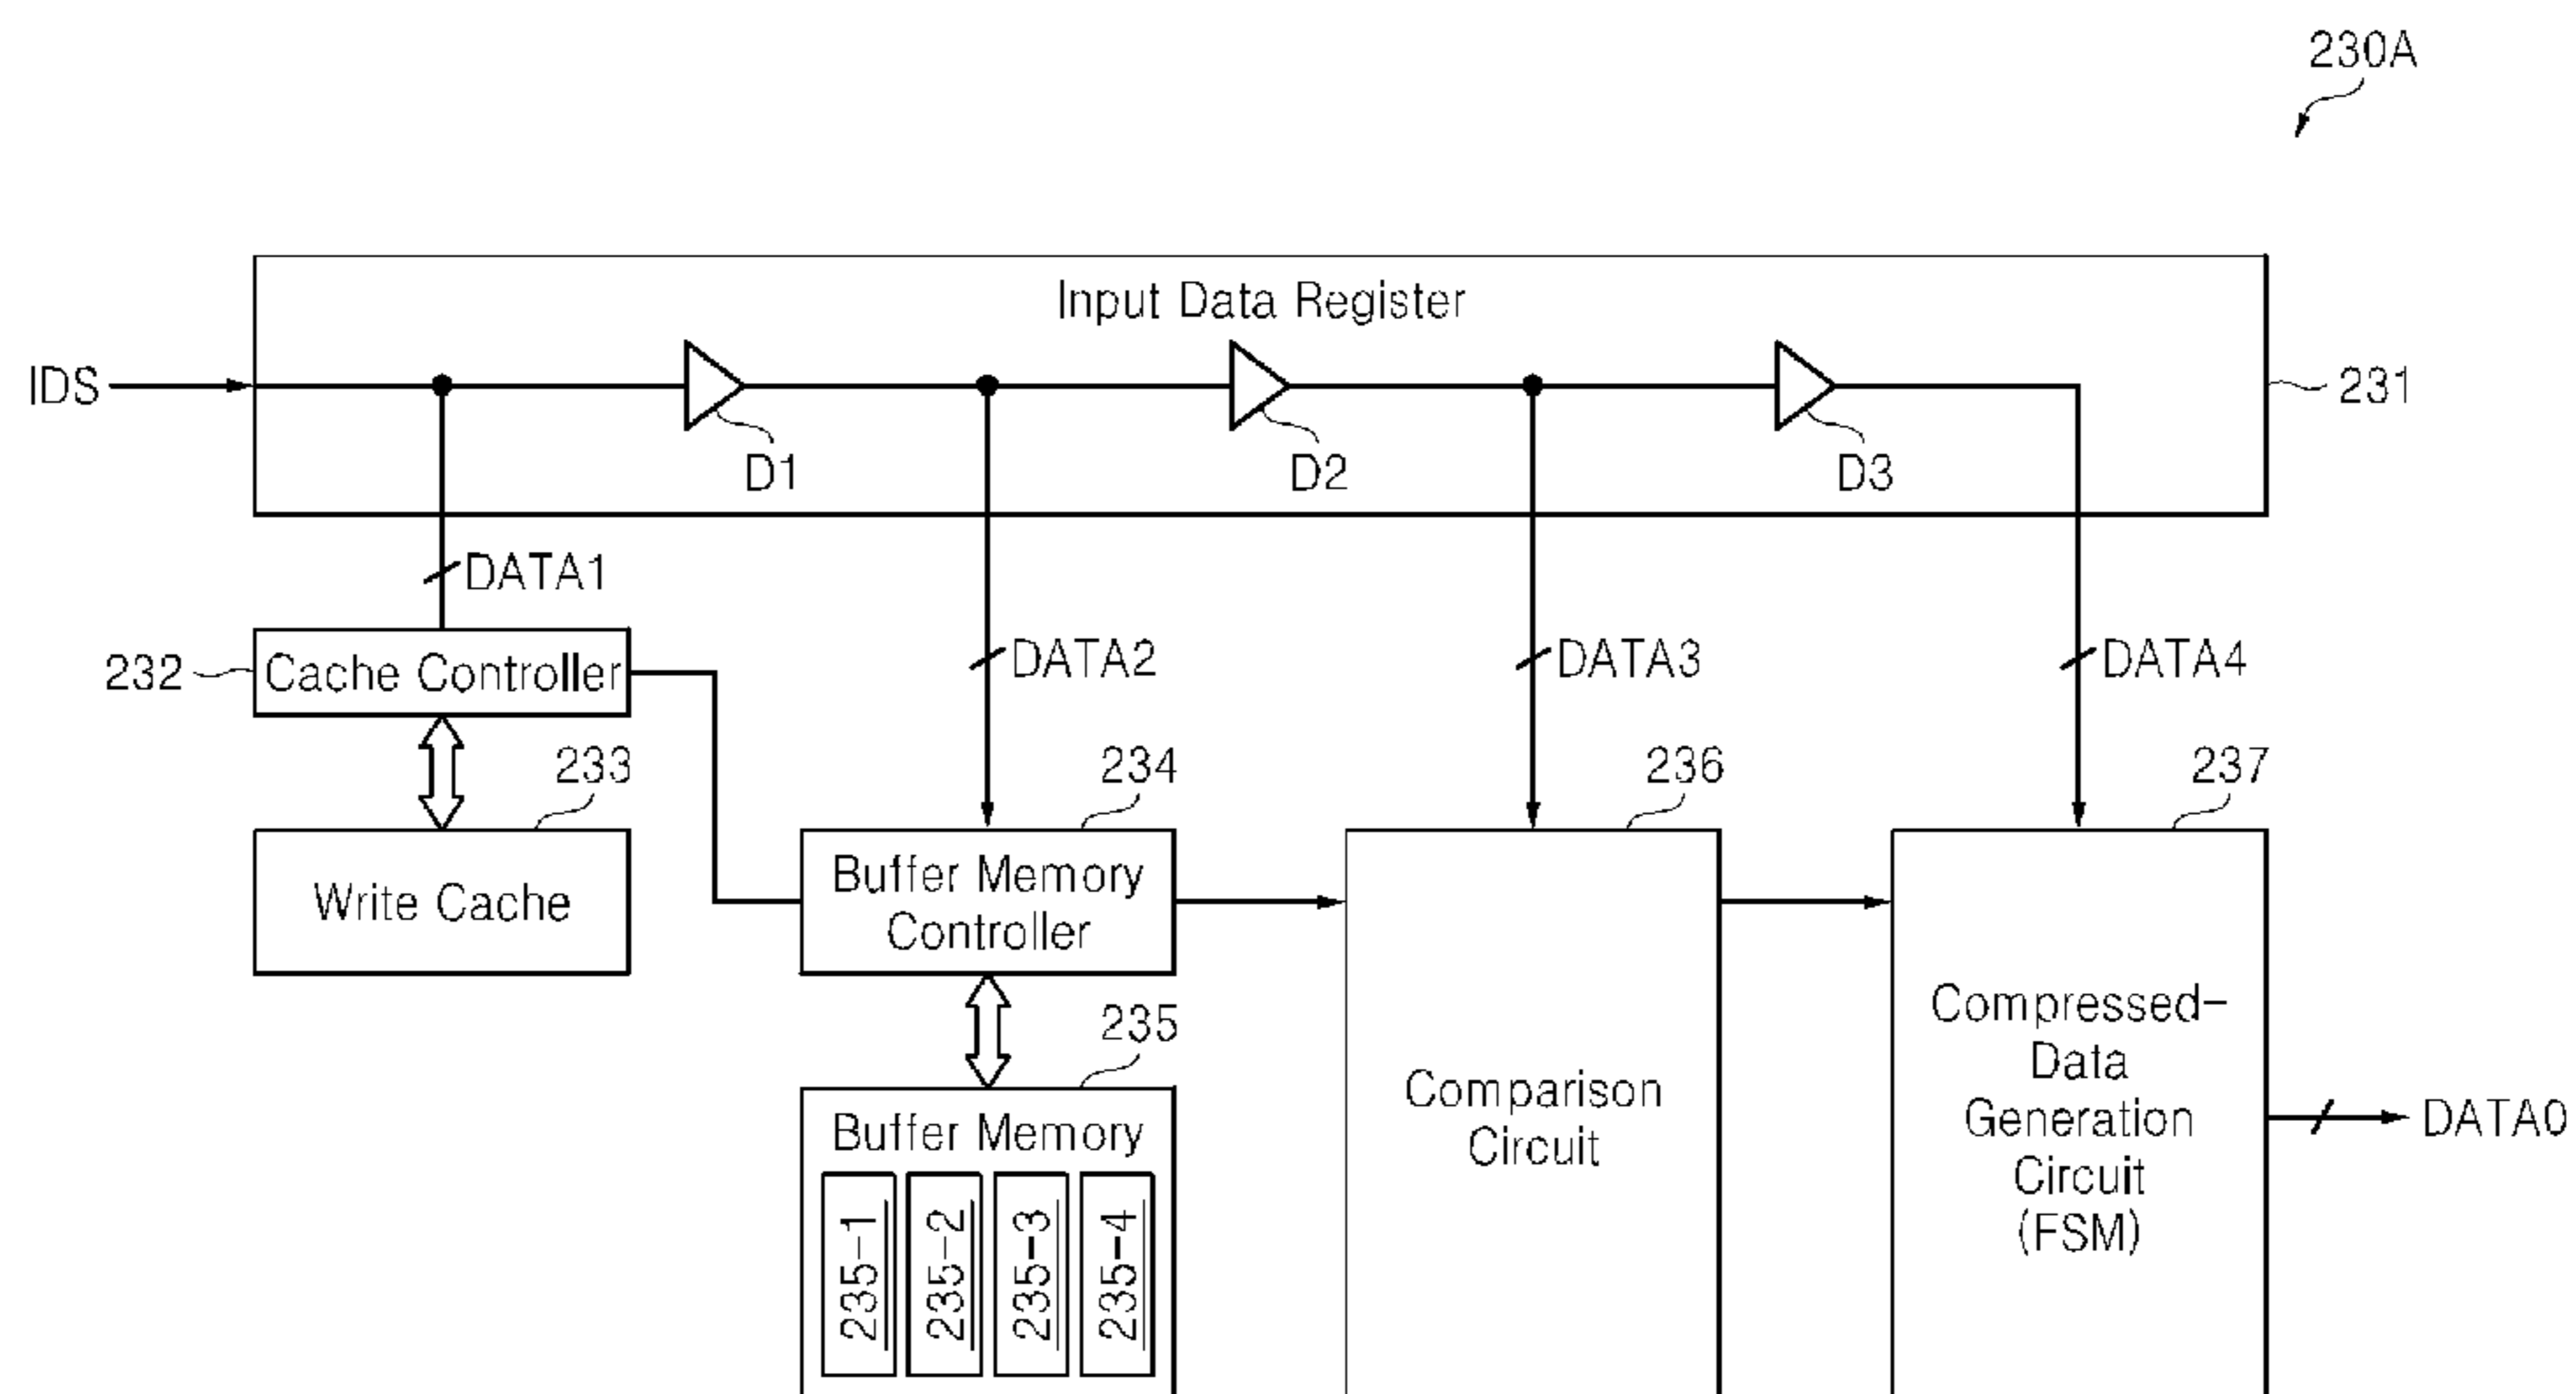 230A
Input Data Register
IDS
231
D1
D2
D3
DATA1
DATA2
DATA3
DATA4
232
Cache Controller
233
234
236
237
Write Cache
Buffer Memory
Controller
235
Buffer Memory
235-1
235-2
235-3
235-4
Comparison
Circuit
Compressed-
Data
Generation
Circuit
(FSM)
DATA0